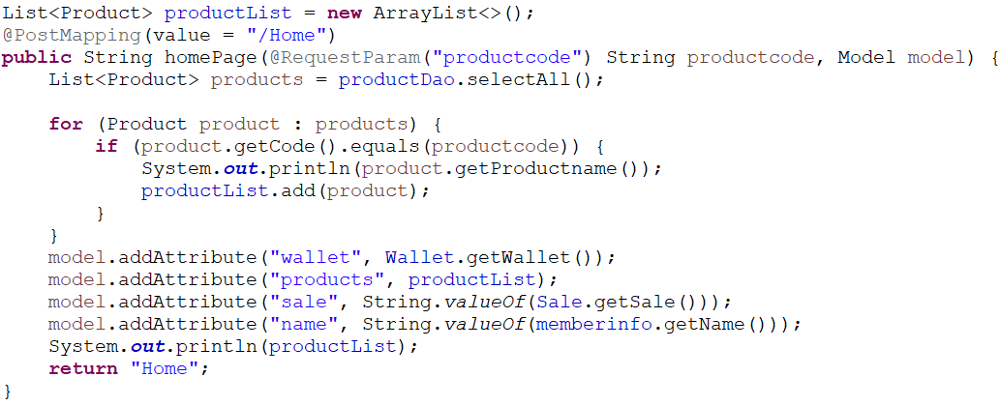 List<Product> productList = new ArrayList<>();
@PostMapping(value = "/Home")
public String homePage(@RequestParam("productcode") String productcode, Model model) {
    List<Product> products = productDao.selectAll();

    for (Product product : products) {
        if (product.getCode().equals(productcode)) {
            System.out.println(product.getProductname());
            productList.add(product);
        }
    }
    model.addAttribute("wallet", Wallet.getWallet());
    model.addAttribute("products", productList);
    model.addAttribute("sale", String.valueOf(Sale.getSale()));
    model.addAttribute("name", String.valueOf(memberinfo.getName()));
    System.out.println(productList);
    return "Home";
}